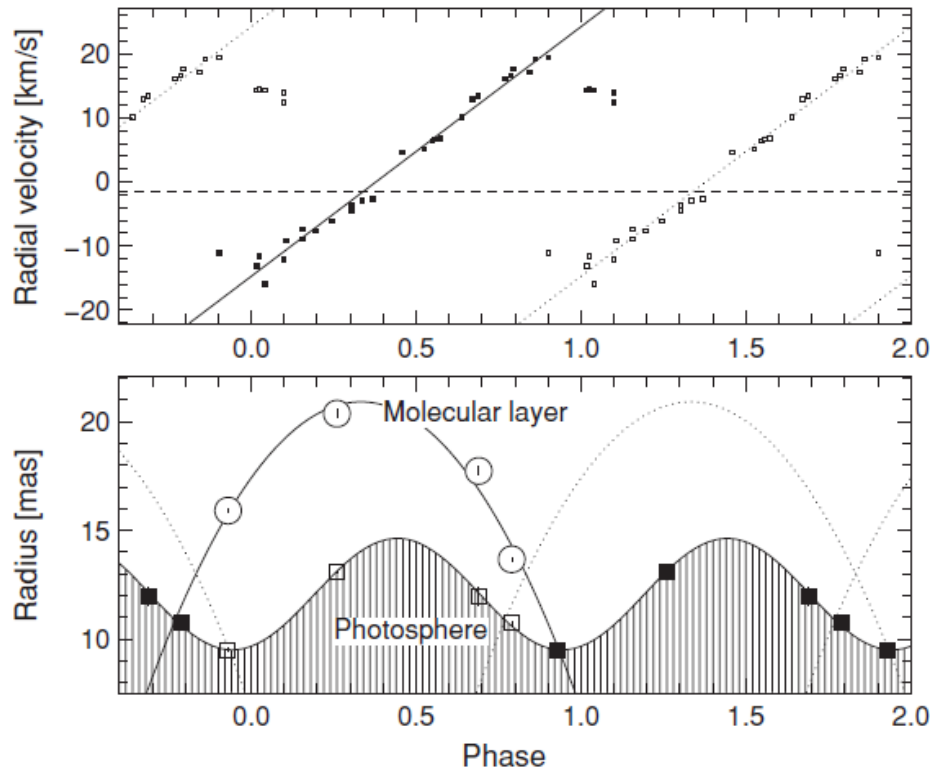 Radial velocity [km/s]
20
10
0
−10
−20
0.0 0.5 1.0 1.5 2.0
Radius [mas]
20
15
10
Molecular layer
Photosphere
0.0 0.5 1.0 1.5 2.0
Phase